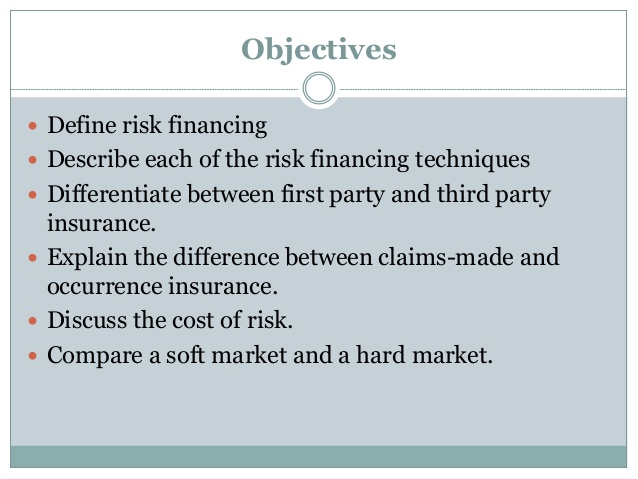 Objectives
• Define risk financing
• Describe each of the risk financing techniques
• Differentiate between first party and third party
insurance.
• Explain the difference between claims-made and
occurrence insurance.
• Discuss the cost of risk.
• Compare a soft market and a hard market.